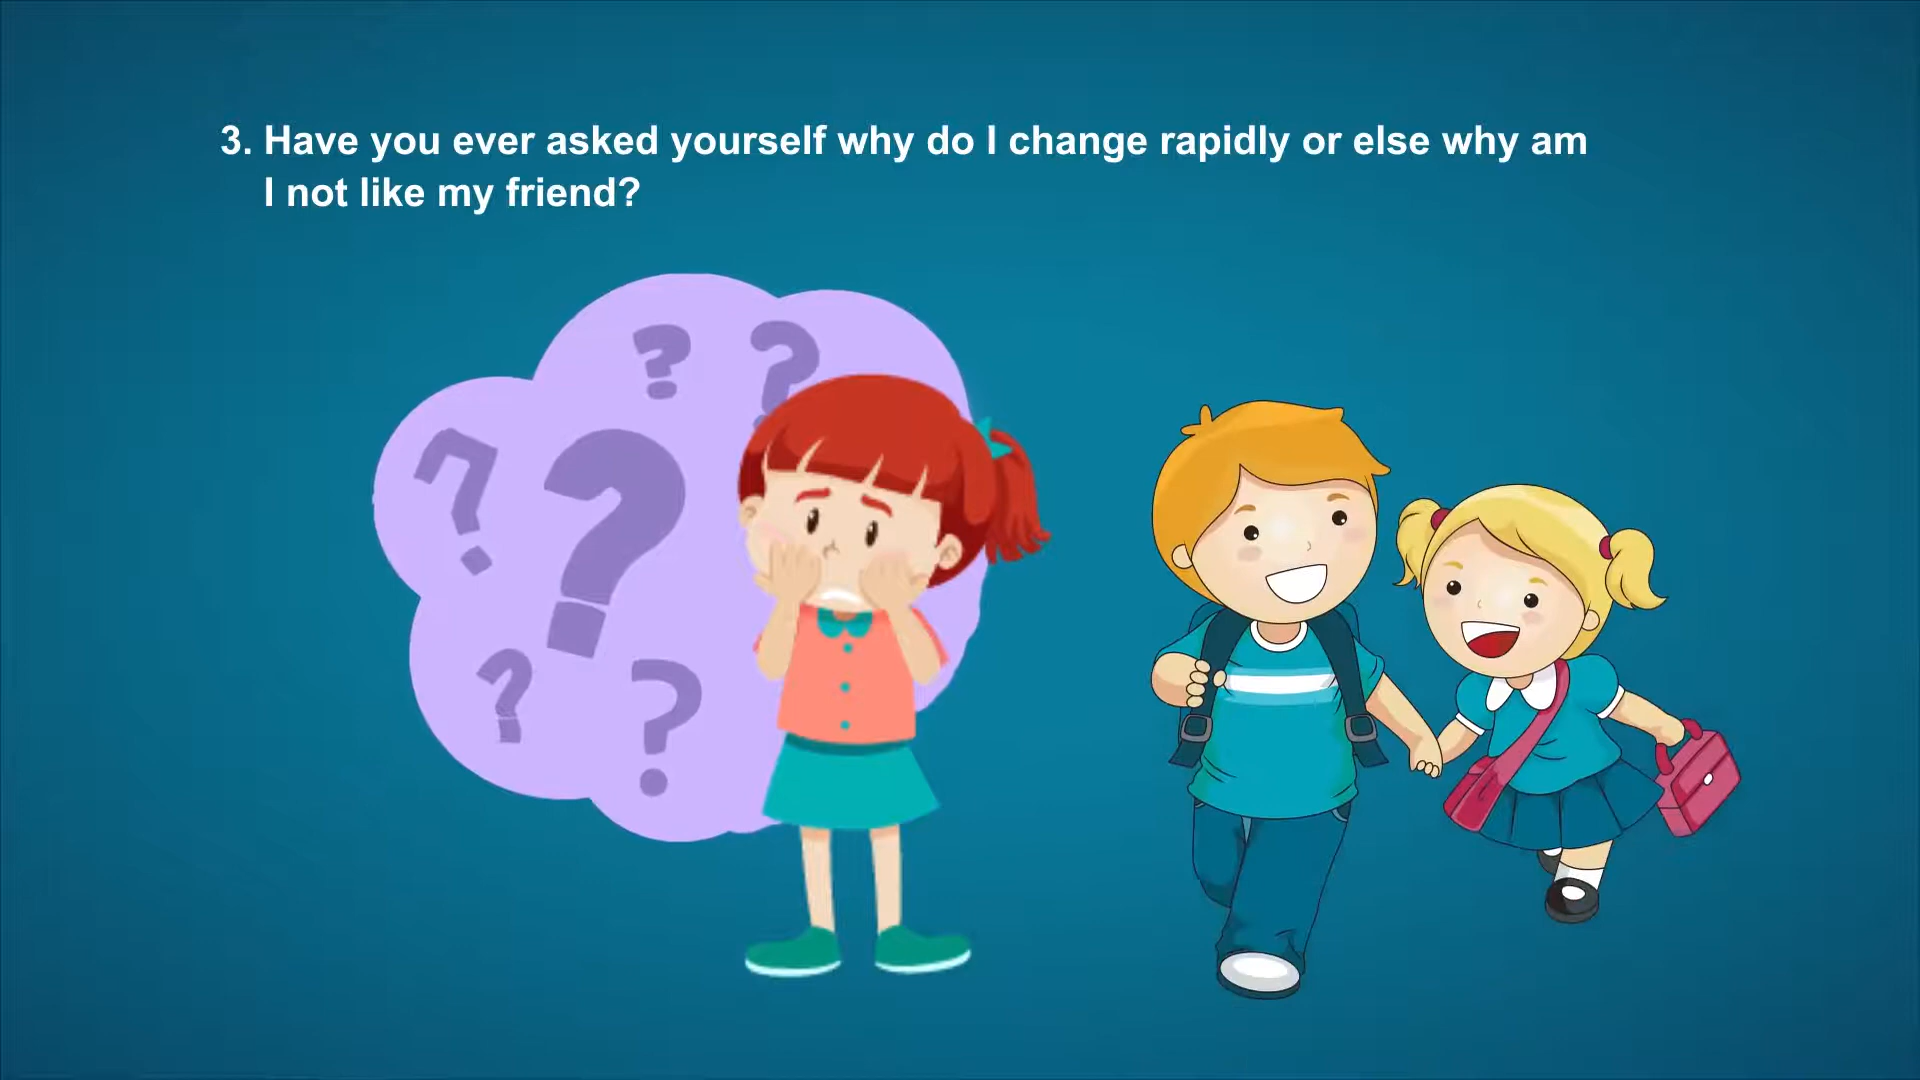 3. Have you ever asked yourself why do I change rapidly or else why am
I not like my friend?
? ?
? ?
? ?